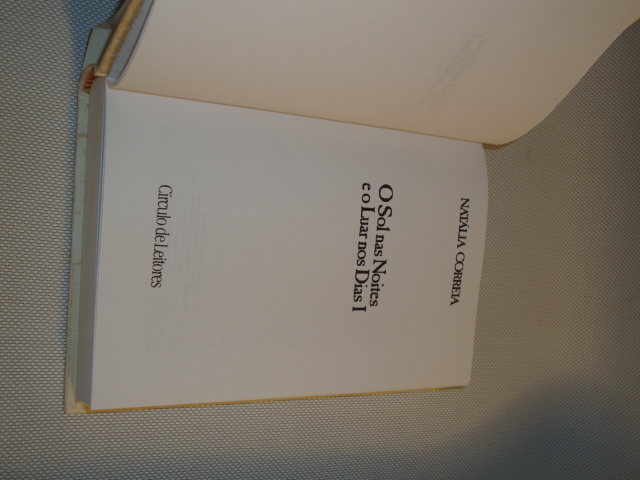 NATÁLIA CORREIA
O Sol nas Noites
e o Luar nos Dias I
Círculo de Leitores